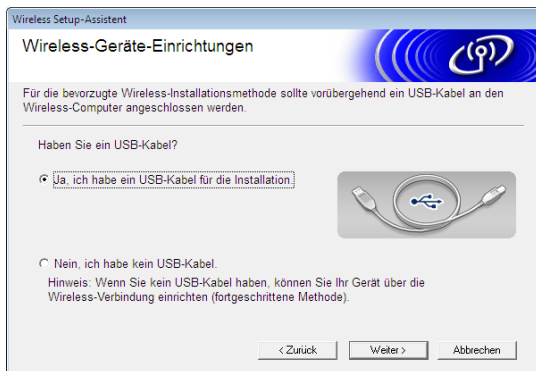 Wireless Setup-Assistent
Wireless-Geräte-Einrichtungen
Für die bevorzugte Wireless-Installationsmethode sollte vorübergehend ein USB-Kabel an den
Wireless-Computer angeschlossen werden.
Haben Sie ein USB-Kabel?
Ja, ich habe ein USB-Kabel für die Installation.
Nein, ich habe kein USB-Kabel.
Hinweis: Wenn Sie kein USB-Kabel haben, können Sie Ihr Gerät über die
Wireless-Verbindung einrichten (fortgeschrittene Methode).
< Zurück
Weiter >
Abbrechen